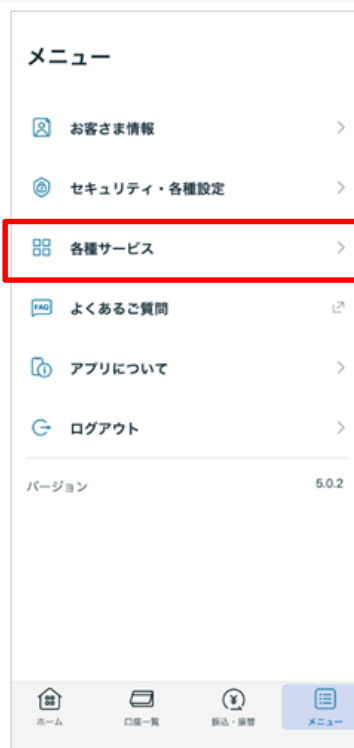 メニュー
お客さま情報
セキュリティ・各種設定
各種サービス
FAQ よくあるご質問
アプリについて
ログアウト
バージョン 5.0.2
ホーム 口座一覧 振込・振替 メニュー